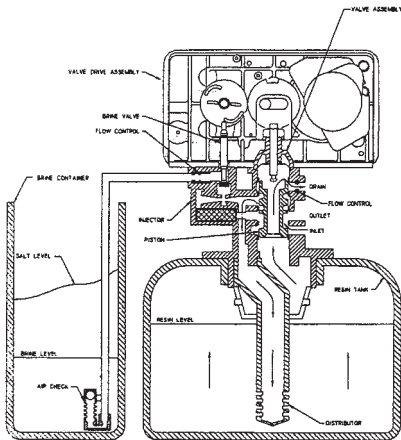 VALVE ASSEMBLY
VALVE DRIVE ASSEMBLY
BRINE VALVE
FLOW CONTROL
BRINE CONTAINER
DRAIN
FLOW CONTROL
INJECTOR
OUTLET
PISTON
INLET
SALT LEVEL
RESIN TANK
RESIN LEVEL
BRINE LEVEL
AIR CHECK
DISTRIBUTOR